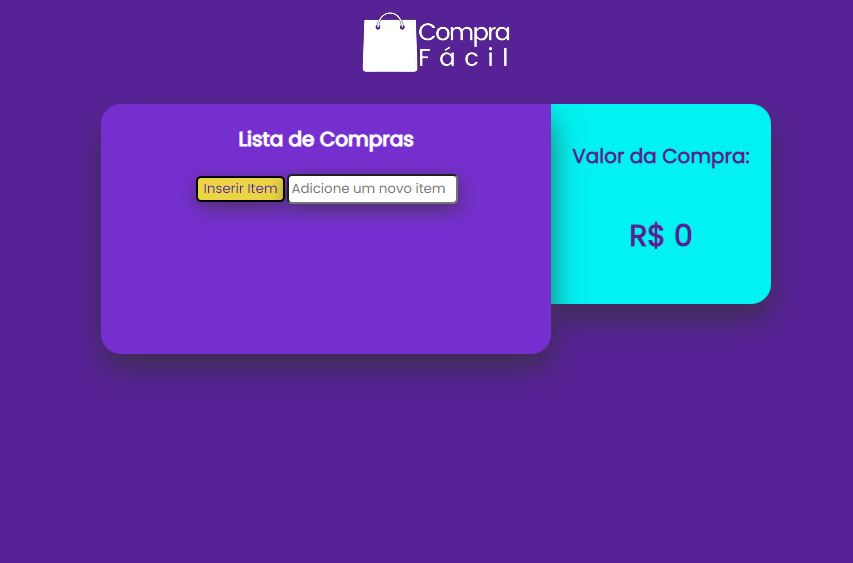 Compra
Fácil
Lista de Compras
Inserir Item
Adicione um novo item
Valor da Compra:
R$ 0